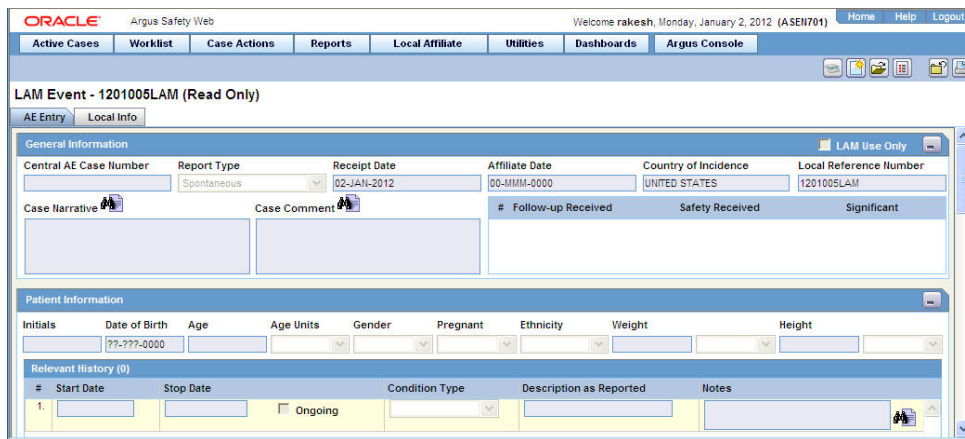 ORACLE' Argus Safety Web Welcome rakesh, Monday, January 2, 2012 (ASEN701) Home Help Logout
Active Cases Worklist Case Actions Reports Local Affiliate Utilities Dashboards Argus Console
LAM Event - 1201005LAM (Read Only)
AE Entry Local Info
General Information LAM Use Only
Central AE Case Number Report Type Receipt Date Affiliate Date Country of Incidence Local Reference Number
Spontaneous 02-JAN-2012 00-MMM-0000 UNITED STATES 1201005LAM
Case Narrative Case Comment # Follow-up Received Safety Received Significant
Patient Information
Initials Date of Birth Age Age Units Gender Pregnant Ethnicity Weight Height
??-???-0000
Relevant History (0)
# Start Date Stop Date Condition Type Description as Reported Notes
1. Ongoing